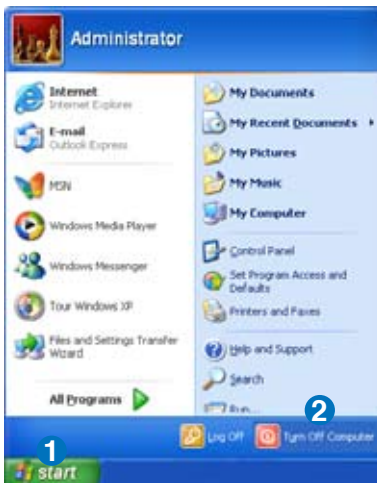 Administrator
Internet
Internet Explorer
E-mail
Outlook Express
MSN
Windows Media Player
Windows Messenger
Tour Windows XP
Files and Settings Transfer
Wizard
All Programs
My Documents
My Recent Documents
My Pictures
My Music
My Computer
Control Panel
Set Program Access and
Defaults
Printers and Faxes
Help and Support
Search
Run...
2
Log Off
Turn Off Computer
1
start